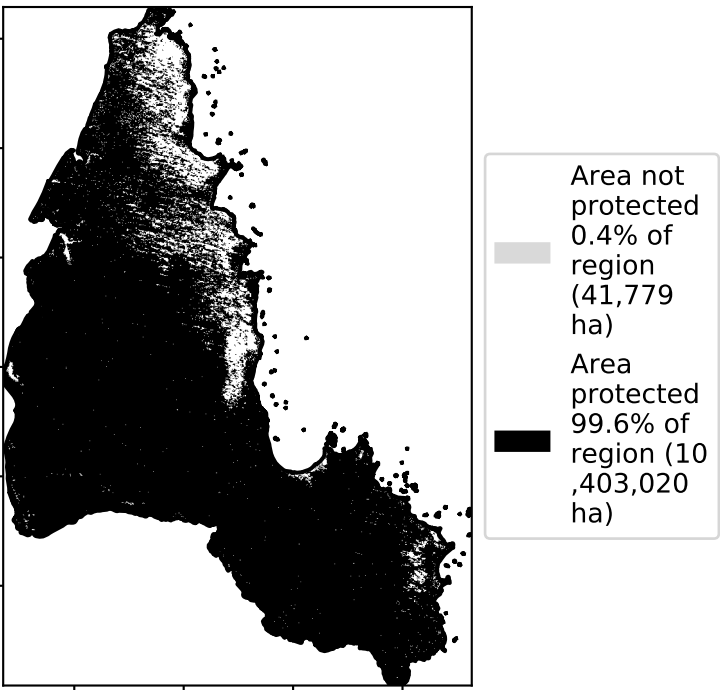 Area not
protected
0.4% of
region
(41,779
ha)
Area
protected
99.6% of
region (10
,403,020
ha)